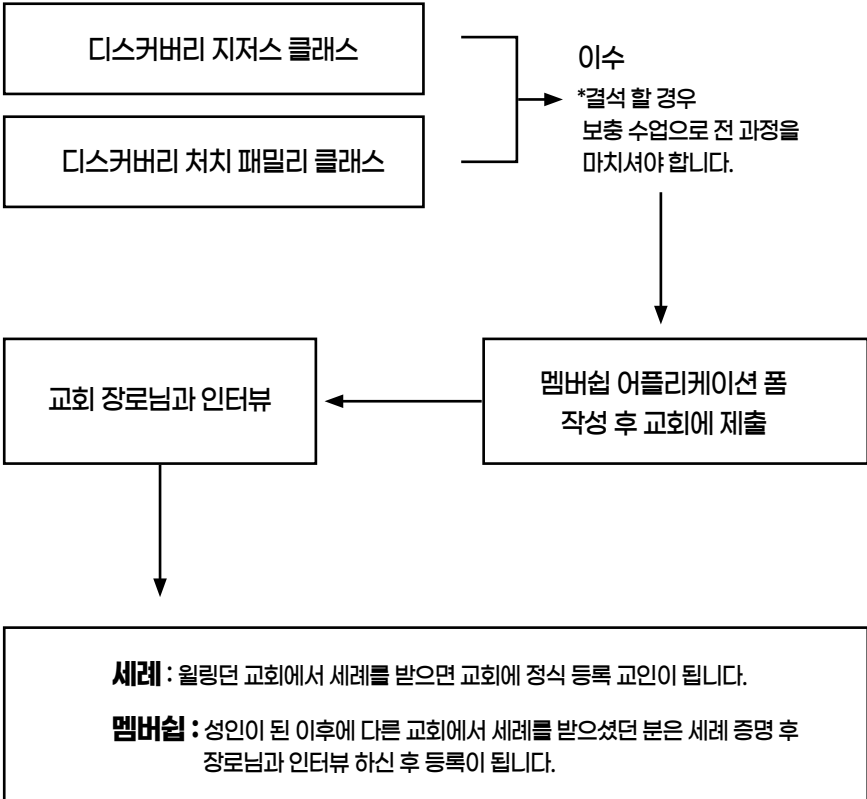 디스커버리 지저스 클래스
디스커버리 처치 패밀리 클래스
이수
*결석 할 경우
보충 수업으로 전 과정을
마치셔야 합니다.
멤버쉽 어플리케이션 폼
작성 후 교회에 제출
교회 장로님과 인터뷰
세례 : 윌링던 교회에서 세례를 받으면 교회에 정식 등록 교인이 됩니다.
멤버쉽 : 성인이 된 이후에 다른 교회에서 세례를 받으셨던 분은 세례 증명 후
장로님과 인터뷰 하신 후 등록이 됩니다.